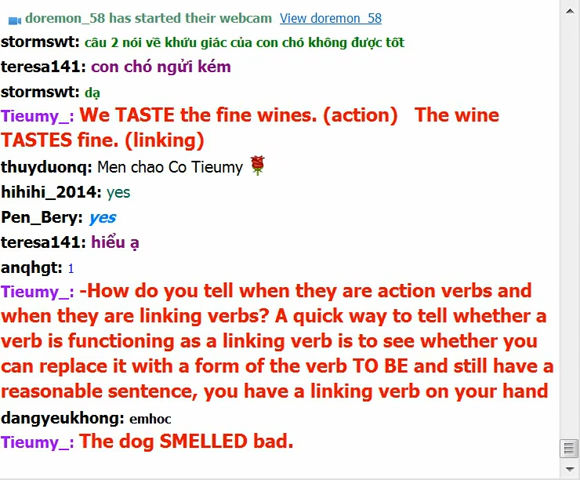 doremon_58 has started their webcam View doremon_58
stormswt: câu 2 nói về khứu giác của con chó không được tốt
teresa141: con chó ngửi kém
stormswt: dạ
Tieumy_: We TASTE the fine wines. (action) The wine
TASTES fine. (linking)
thuyduonq: Men chao Co Tieumy
hihihi_2014: yes
Pen_Bery: yes
teresa141: hiểu ạ
anqhgt: 1
Tieumy_: -How do you tell when they are action verbs and
when they are linking verbs? A quick way to tell whether a
verb is functioning as a linking verb is to see whether you
can replace it with a form of the verb TO BE and still have a
reasonable sentence, you have a linking verb on your hand
dangyeukhong: emhoc
Tieumy_: The dog SMELLED bad.